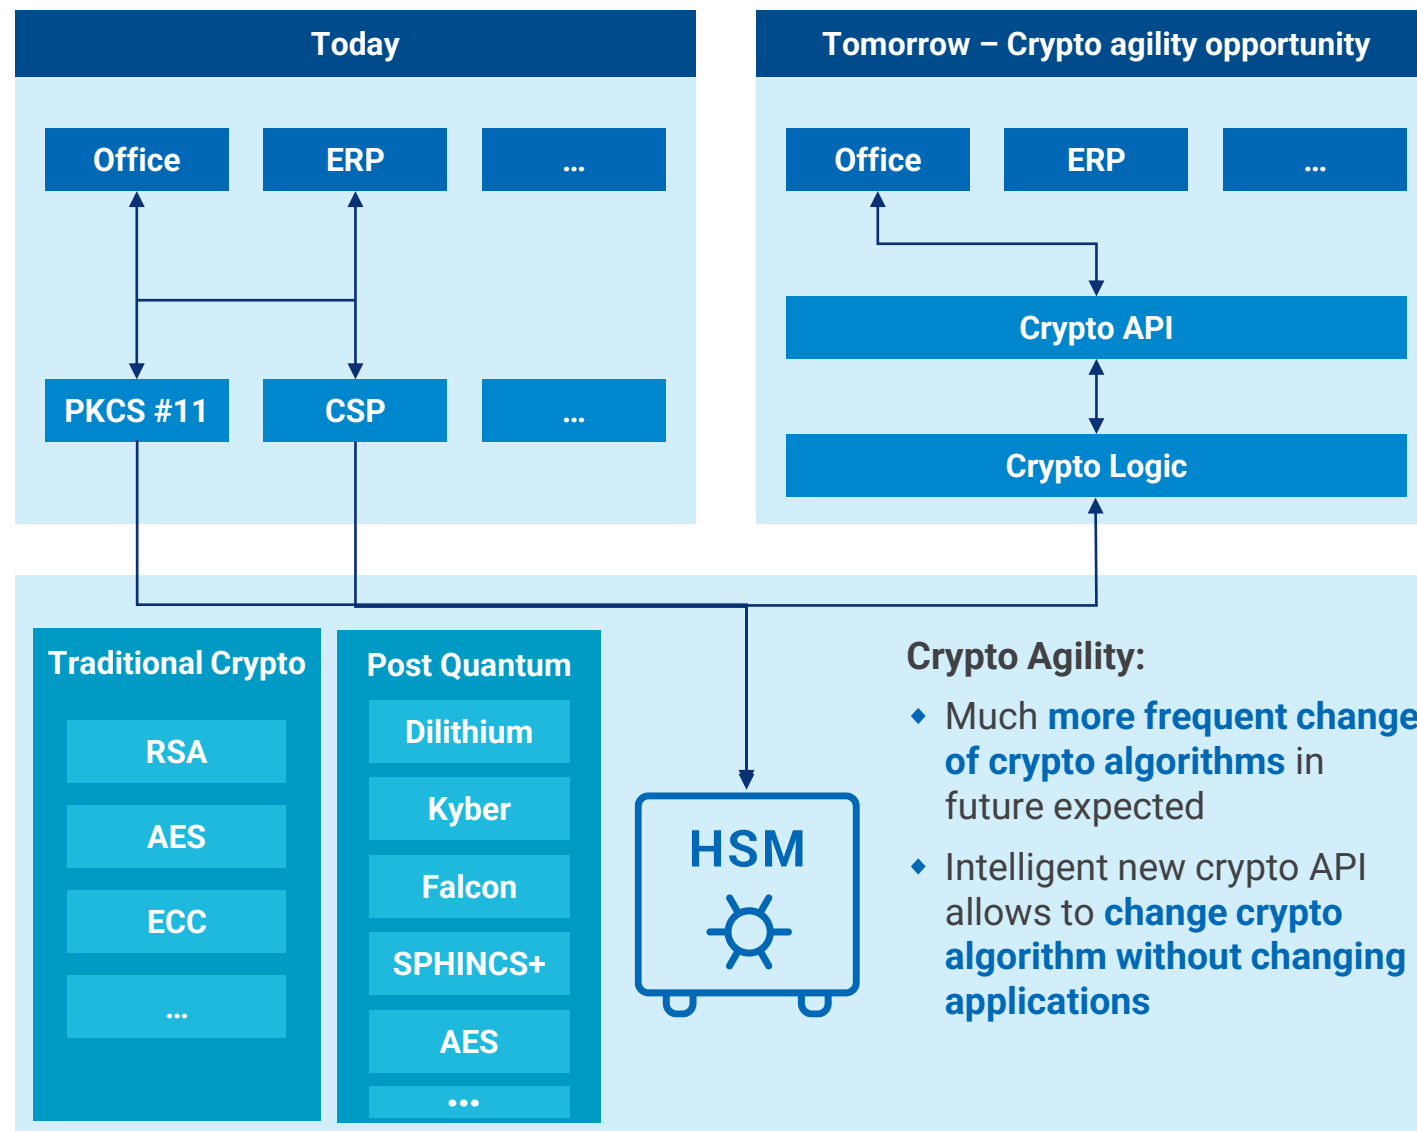 Today
Office
ERP
...
PKCS #11
CSP
...
Tomorrow – Crypto agility opportunity
Office
ERP
...
Crypto API
Crypto Logic
Traditional Crypto
RSA
AES
ECC
...
Post Quantum
Dilithium
Kyber
Falcon
SPHINCS+
AES
...
HSM
Crypto Agility:
Much more frequent change
of crypto algorithms in
future expected
Intelligent new crypto API
allows to change crypto
algorithm without changing
applications